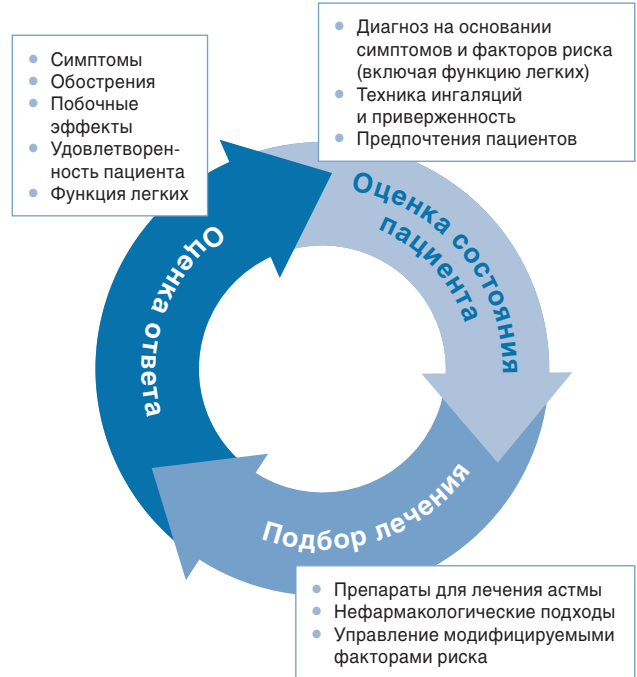 Симптомы
Обострения
Побочные
эффекты
Удовлетворен-
ность пациента
Функция легких
Диагноз на основании
симптомов и факторов риска
(включая функцию легких)
Техника ингаляций
и приверженность
Предпочтения пациентов
Оценка состояния
пациента
Оценка ответа
Подбор лечения
Препараты для лечения астмы
Нефармакологические подходы
Управление модифицируемыми
факторами риска